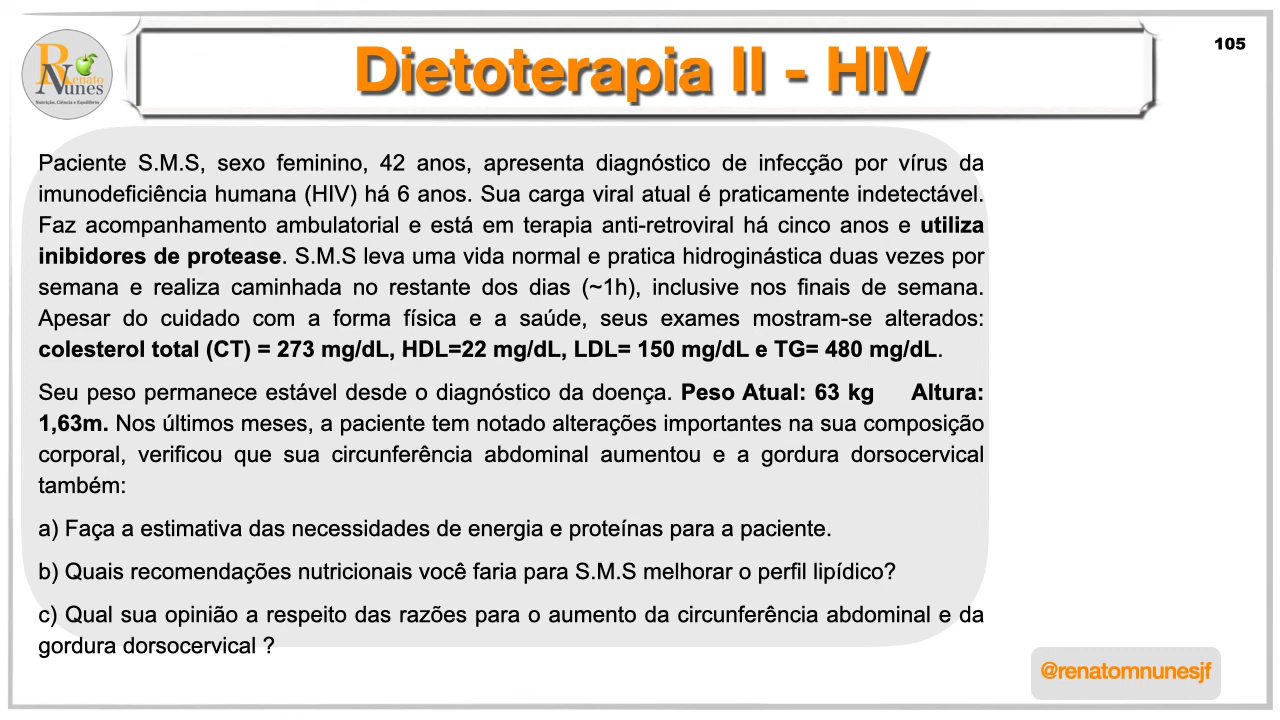 105
Dietoterapia II - HIV
RN
Renato
Nunes
Nutrição, Ciência e Equilíbrio
Paciente S.M.S, sexo feminino, 42 anos, apresenta diagnóstico de infecção por vírus da
imunodeficiência humana (HIV) há 6 anos. Sua carga viral atual é praticamente indetectável.
Faz acompanhamento ambulatorial e está em terapia anti-retroviral há cinco anos e utiliza
inibidores de protease. S.M.S leva uma vida normal e pratica hidroginástica duas vezes por
semana e realiza caminhada no restante dos dias (~1h), inclusive nos finais de semana.
Apesar do cuidado com a forma física e a saúde, seus exames mostram-se alterados:
colesterol total (CT) = 273 mg/dL, HDL=22 mg/dL, LDL= 150 mg/dL e TG= 480 mg/dL.
Seu peso permanece estável desde o diagnóstico da doença. Peso Atual: 63 kg Altura:
1,63m. Nos últimos meses, a paciente tem notado alterações importantes na sua composição
corporal, verificou que sua circunferência abdominal aumentou e a gordura dorsocervical
também:
a) Faça a estimativa das necessidades de energia e proteínas para a paciente.
b) Quais recomendações nutricionais você faria para S.M.S melhorar o perfil lipídico?
c) Qual sua opinião a respeito das razões para o aumento da circunferência abdominal e da
gordura dorsocervical ?
@renatomnunesjf